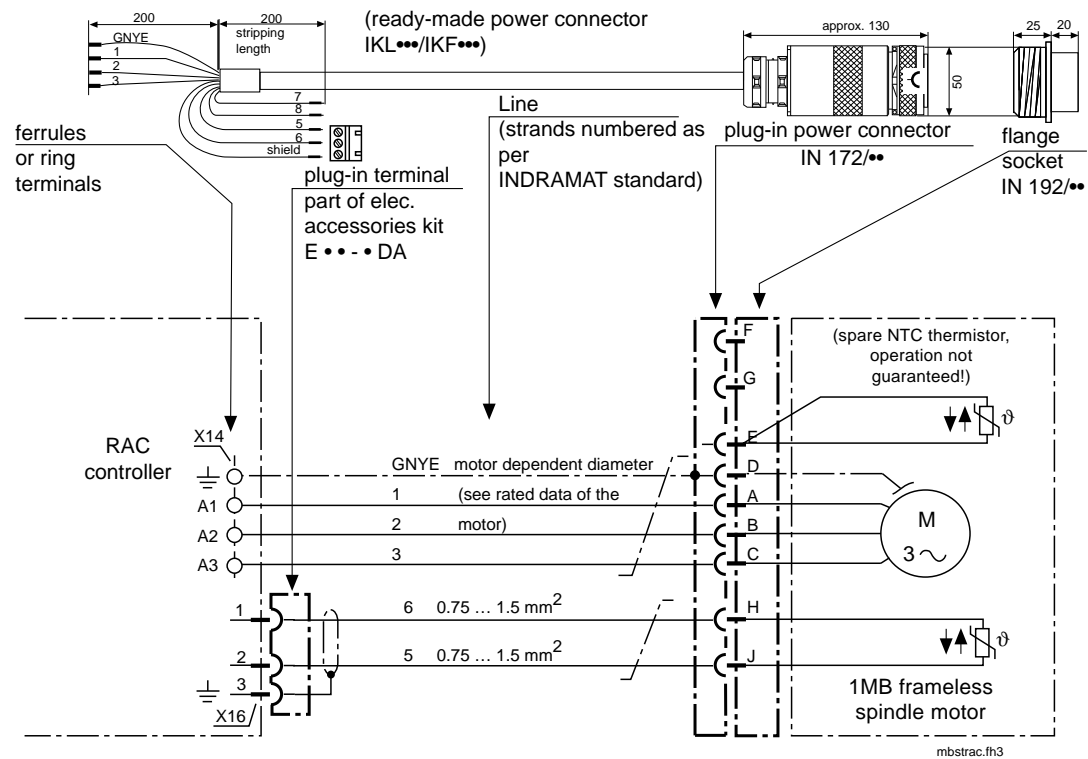 200
200
stripping
length
GNYE
1
2
3
7
8
5
6
shield
(ready-made power connector
IKL•••/IKF•••)
approx. 130
25
20
50
ferrules
or ring
terminals
plug-in terminal
part of elec.
accessories kit
E • • - • DA
Line
(strands numbered as
per
INDRAMAT standard)
plug-in power connector
IN 172/••
flange
socket
IN 192/••
F
G
E
D
A
B
C
H
J
(spare NTC thermistor,
operation not
guaranteed!)
ϑ
RAC
controller
X14
A1
A2
A3
GNYE motor dependent diameter
1 (see rated data of the
2 motor)
3
M
3
1
2
3
X16
6 0.75 ... 1.5 mm²
5 0.75 ... 1.5 mm²
ϑ
1MB frameless
spindle motor
mbstrac.fh3